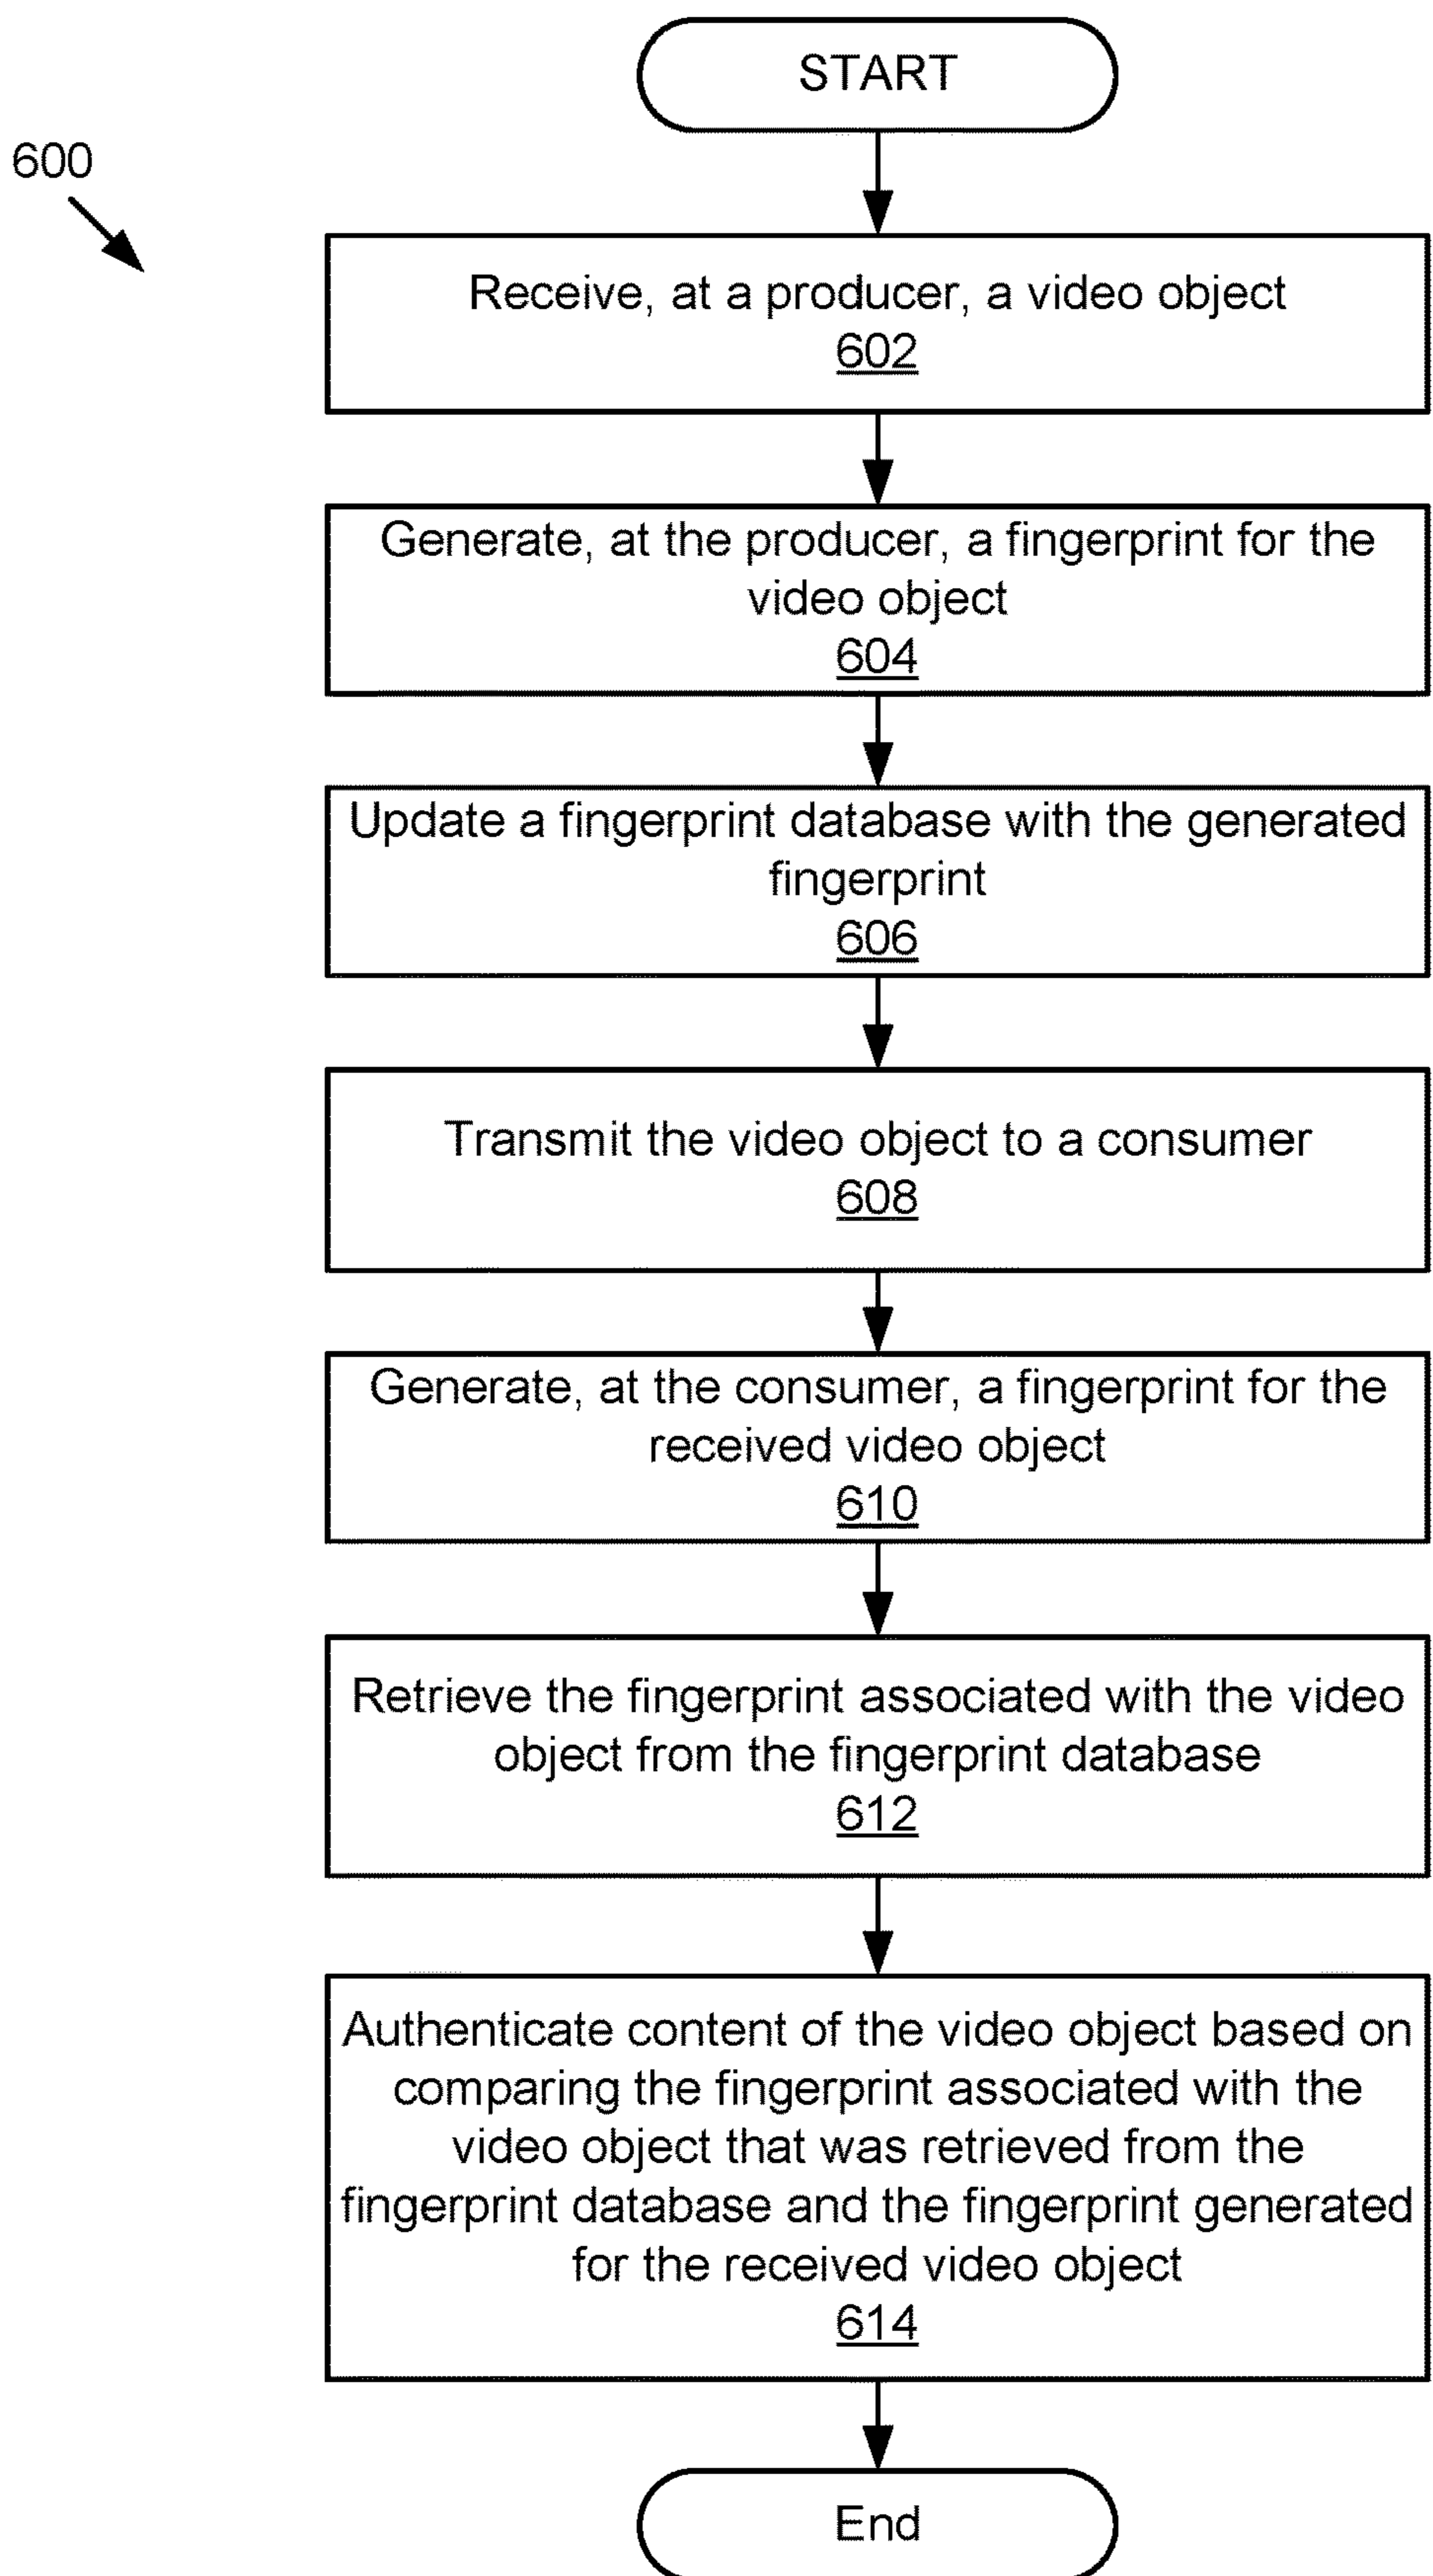 START
600
Receive, at a producer, a video object
602
Generate, at the producer, a fingerprint for the
video object
604
Update a fingerprint database with the generated
fingerprint
606
Transmit the video object to a consumer
608
Generate, at the consumer, a fingerprint for the
received video object
610
Retrieve the fingerprint associated with the video
object from the fingerprint database
612
Authenticate content of the video object based on
comparing the fingerprint associated with the
video object that was retrieved from the
fingerprint database and the fingerprint generated
for the received video object
614
End